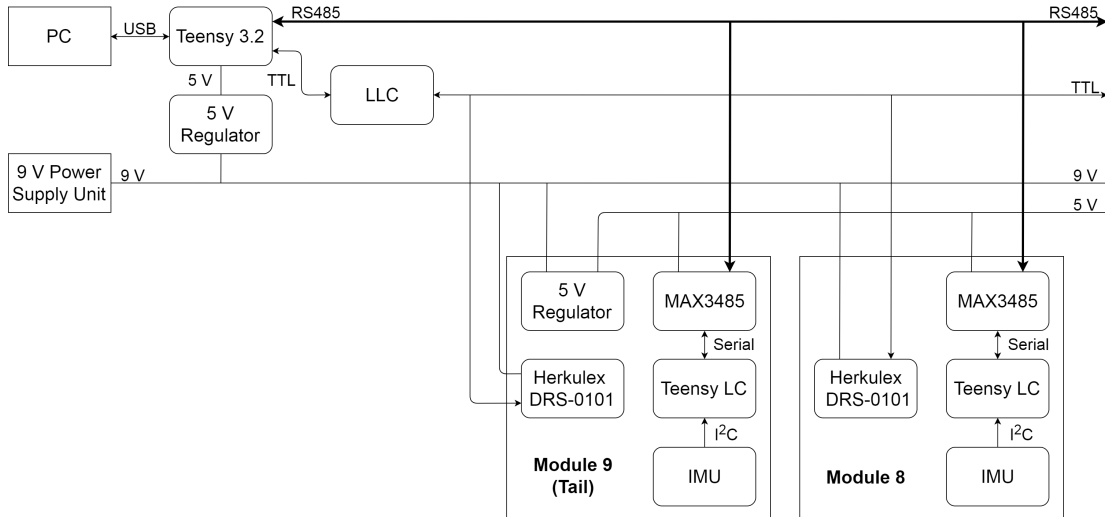 RS485
RS485
PC
USB
Teensy 3.2
5 V
TTL
LLC
TTL
5 V
Regulator
9 V Power
Supply Unit
9 V
9 V
5 V
5 V
Regulator
MAX3485
MAX3485
Serial
Serial
Herkulex
DRS-0101
Teensy LC
Herkulex
DRS-0101
Teensy LC
I²C
I²C
Module 9
(Tail)
IMU
Module 8
IMU